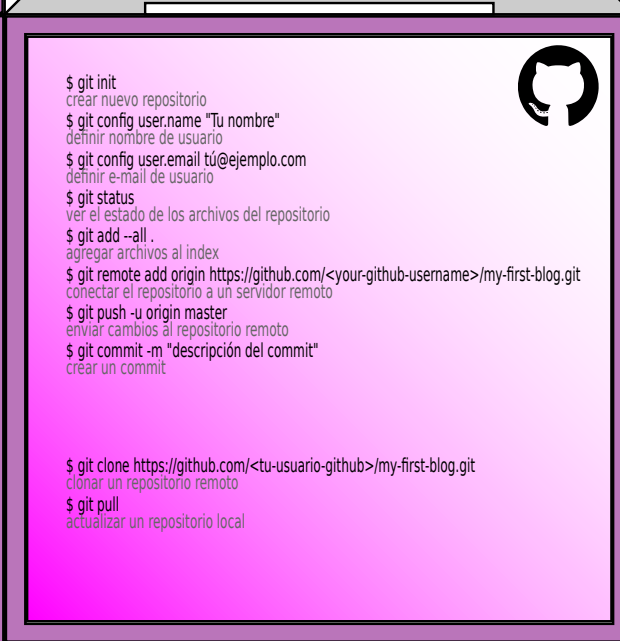 $ git init
crear nuevo repositorio
$ git config user.name "Tu nombre"
definir nombre de usuario
$ git config user.email tú@ejemplo.com
definir e-mail de usuario
$ git status
ver el estado de los archivos del repositorio
$ git add --all .
agregar archivos al index
$ git remote add origin https://github.com/<your-github-username>/my-first-blog.git
conectar el repositorio a un servidor remoto
$ git push -u origin master
enviar cambios al repositorio remoto
$ git commit -m "descripción del commit"
crear un commit
$ git clone https://github.com/<tu-usuario-github>/my-first-blog.git
clonar un repositorio remoto
$ git pull
actualizar un repositorio local